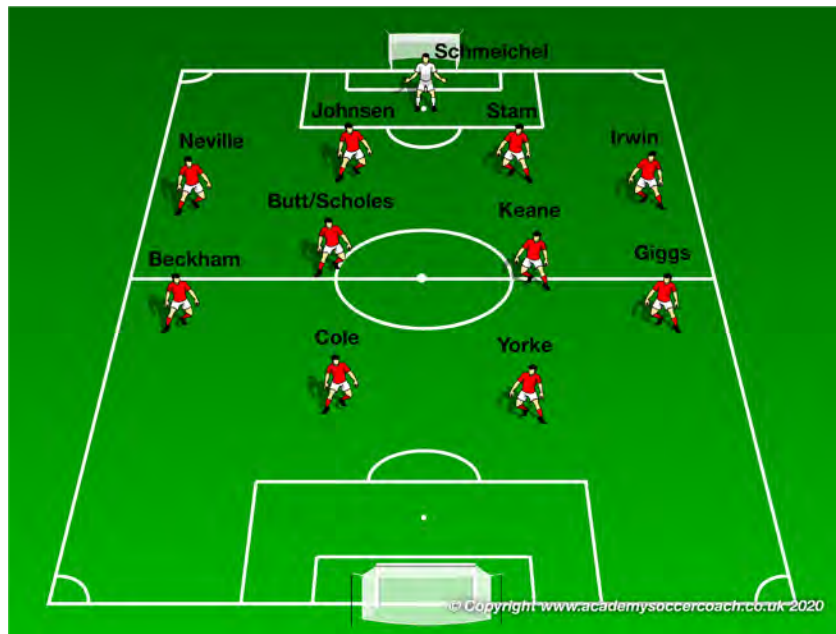 Schmeichel
Johnsen Stam
Neville Irwin
Butt/Scholes Keane
Beckham Giggs
Cole Yorke
© Copyright www.academysoccercoach.co.uk 2020